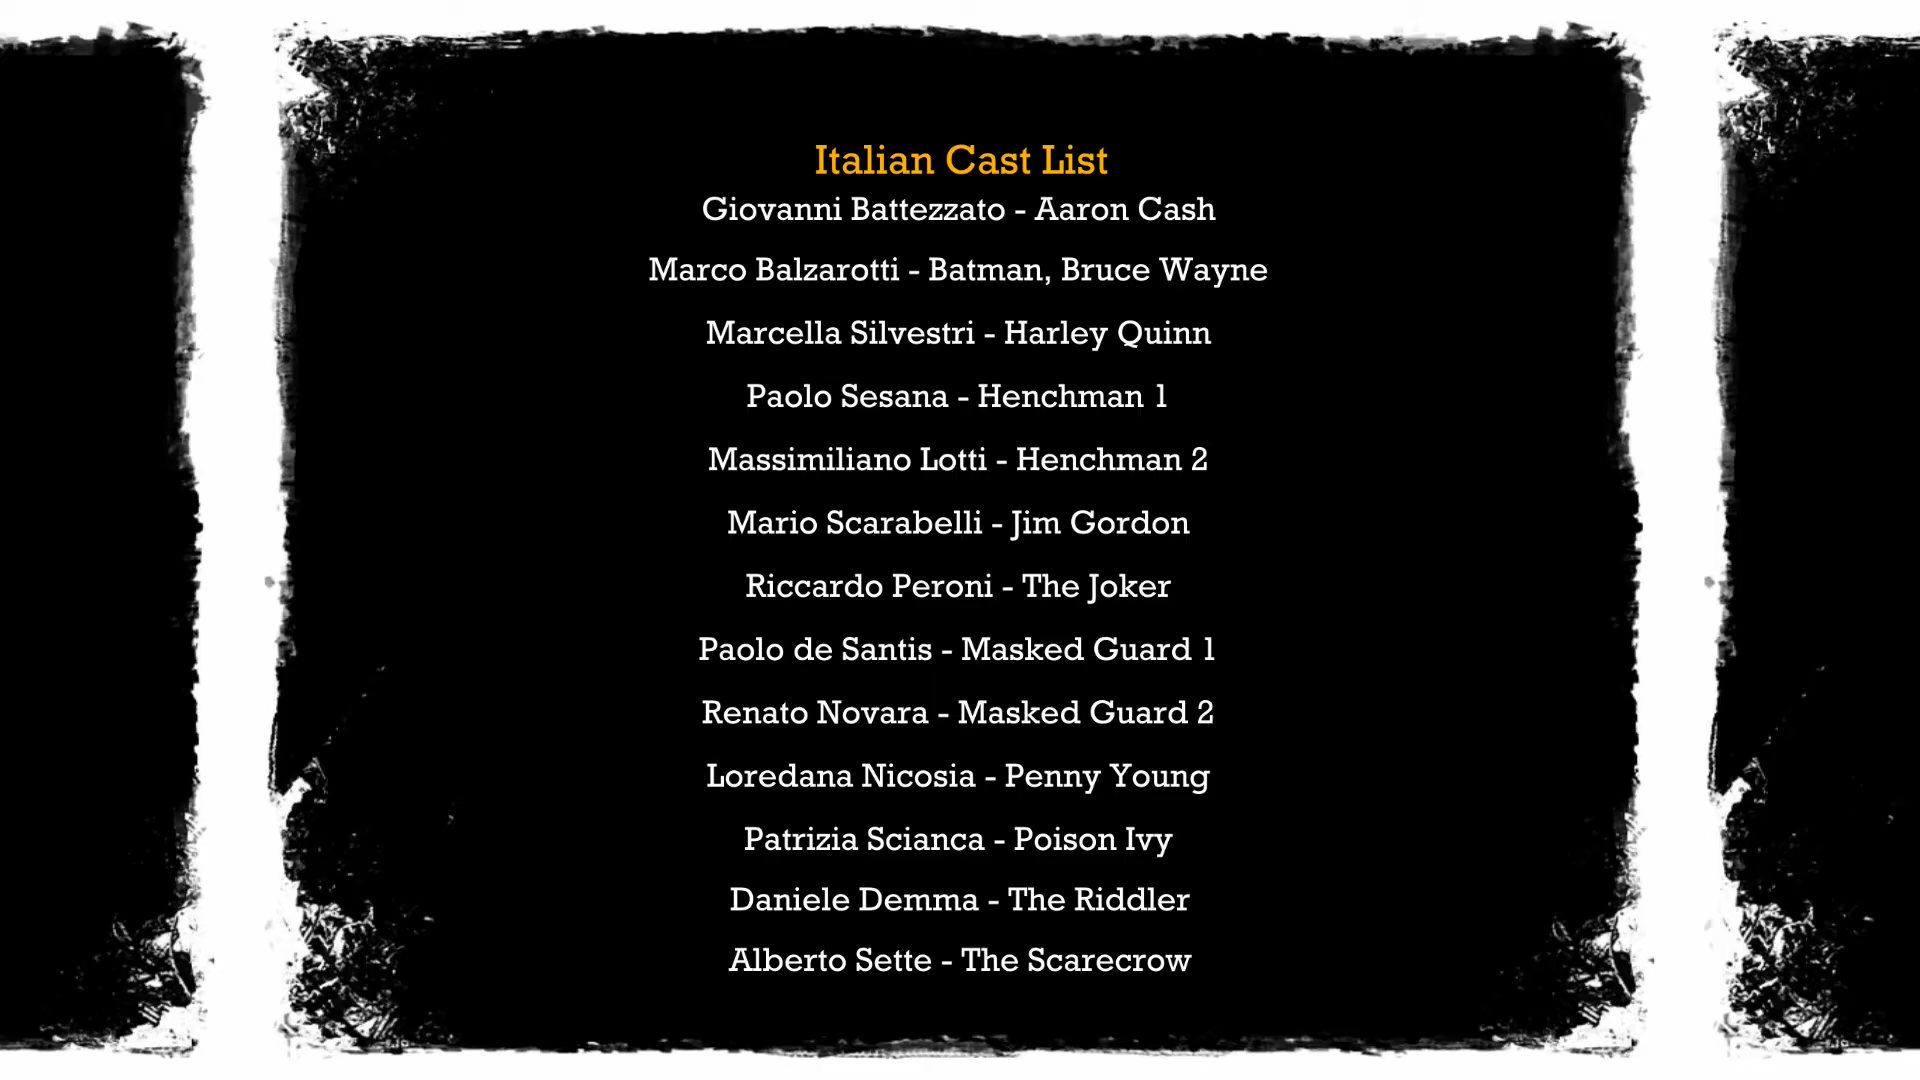 Italian Cast List
Giovanni Battezzato - Aaron Cash
Marco Balzarotti - Batman, Bruce Wayne
Marcella Silvestri - Harley Quinn
Paolo Sesana - Henchman 1
Massimiliano Lotti - Henchman 2
Mario Scarabelli - Jim Gordon
Riccardo Peroni - The Joker
Paolo de Santis - Masked Guard 1
Renato Novara - Masked Guard 2
Loredana Nicosia - Penny Young
Patrizia Scianca - Poison Ivy
Daniele Demma - The Riddler
Alberto Sette - The Scarecrow